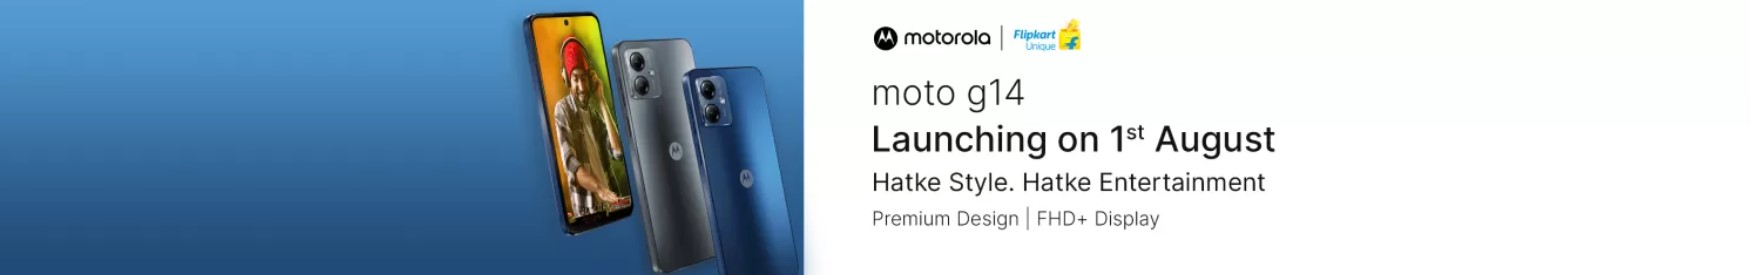 motorola | Flipkart Unique
moto g14
Launching on 1st August
Hatke Style. Hatke Entertainment
Premium Design | FHD+ Display